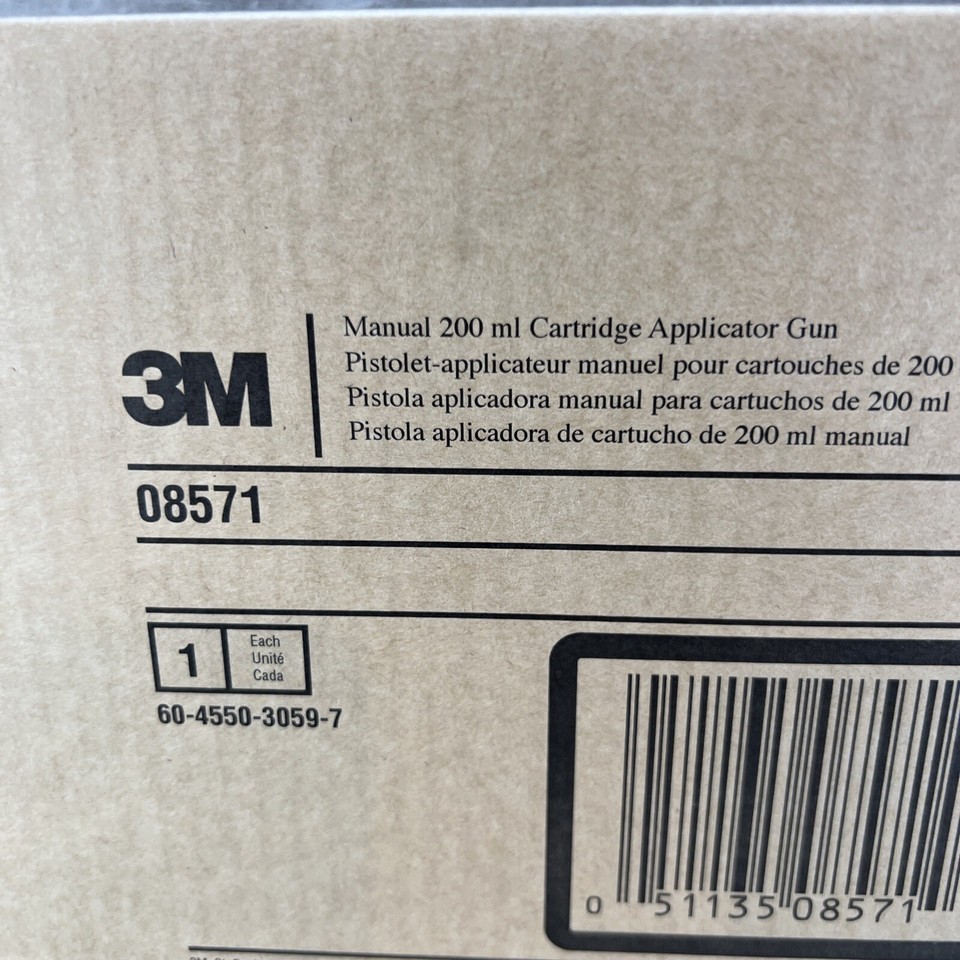 3M
Manual 200 ml Cartridge Applicator Gun
Pistolet-applicateur manuel pour cartouches de 200
Pistola aplicadora manual para cartuchos de 200 ml
Pistola aplicadora de cartucho de 200 ml manual
08571
1
Each
Unité
Cada
60-4550-3059-7
0 51135 08571